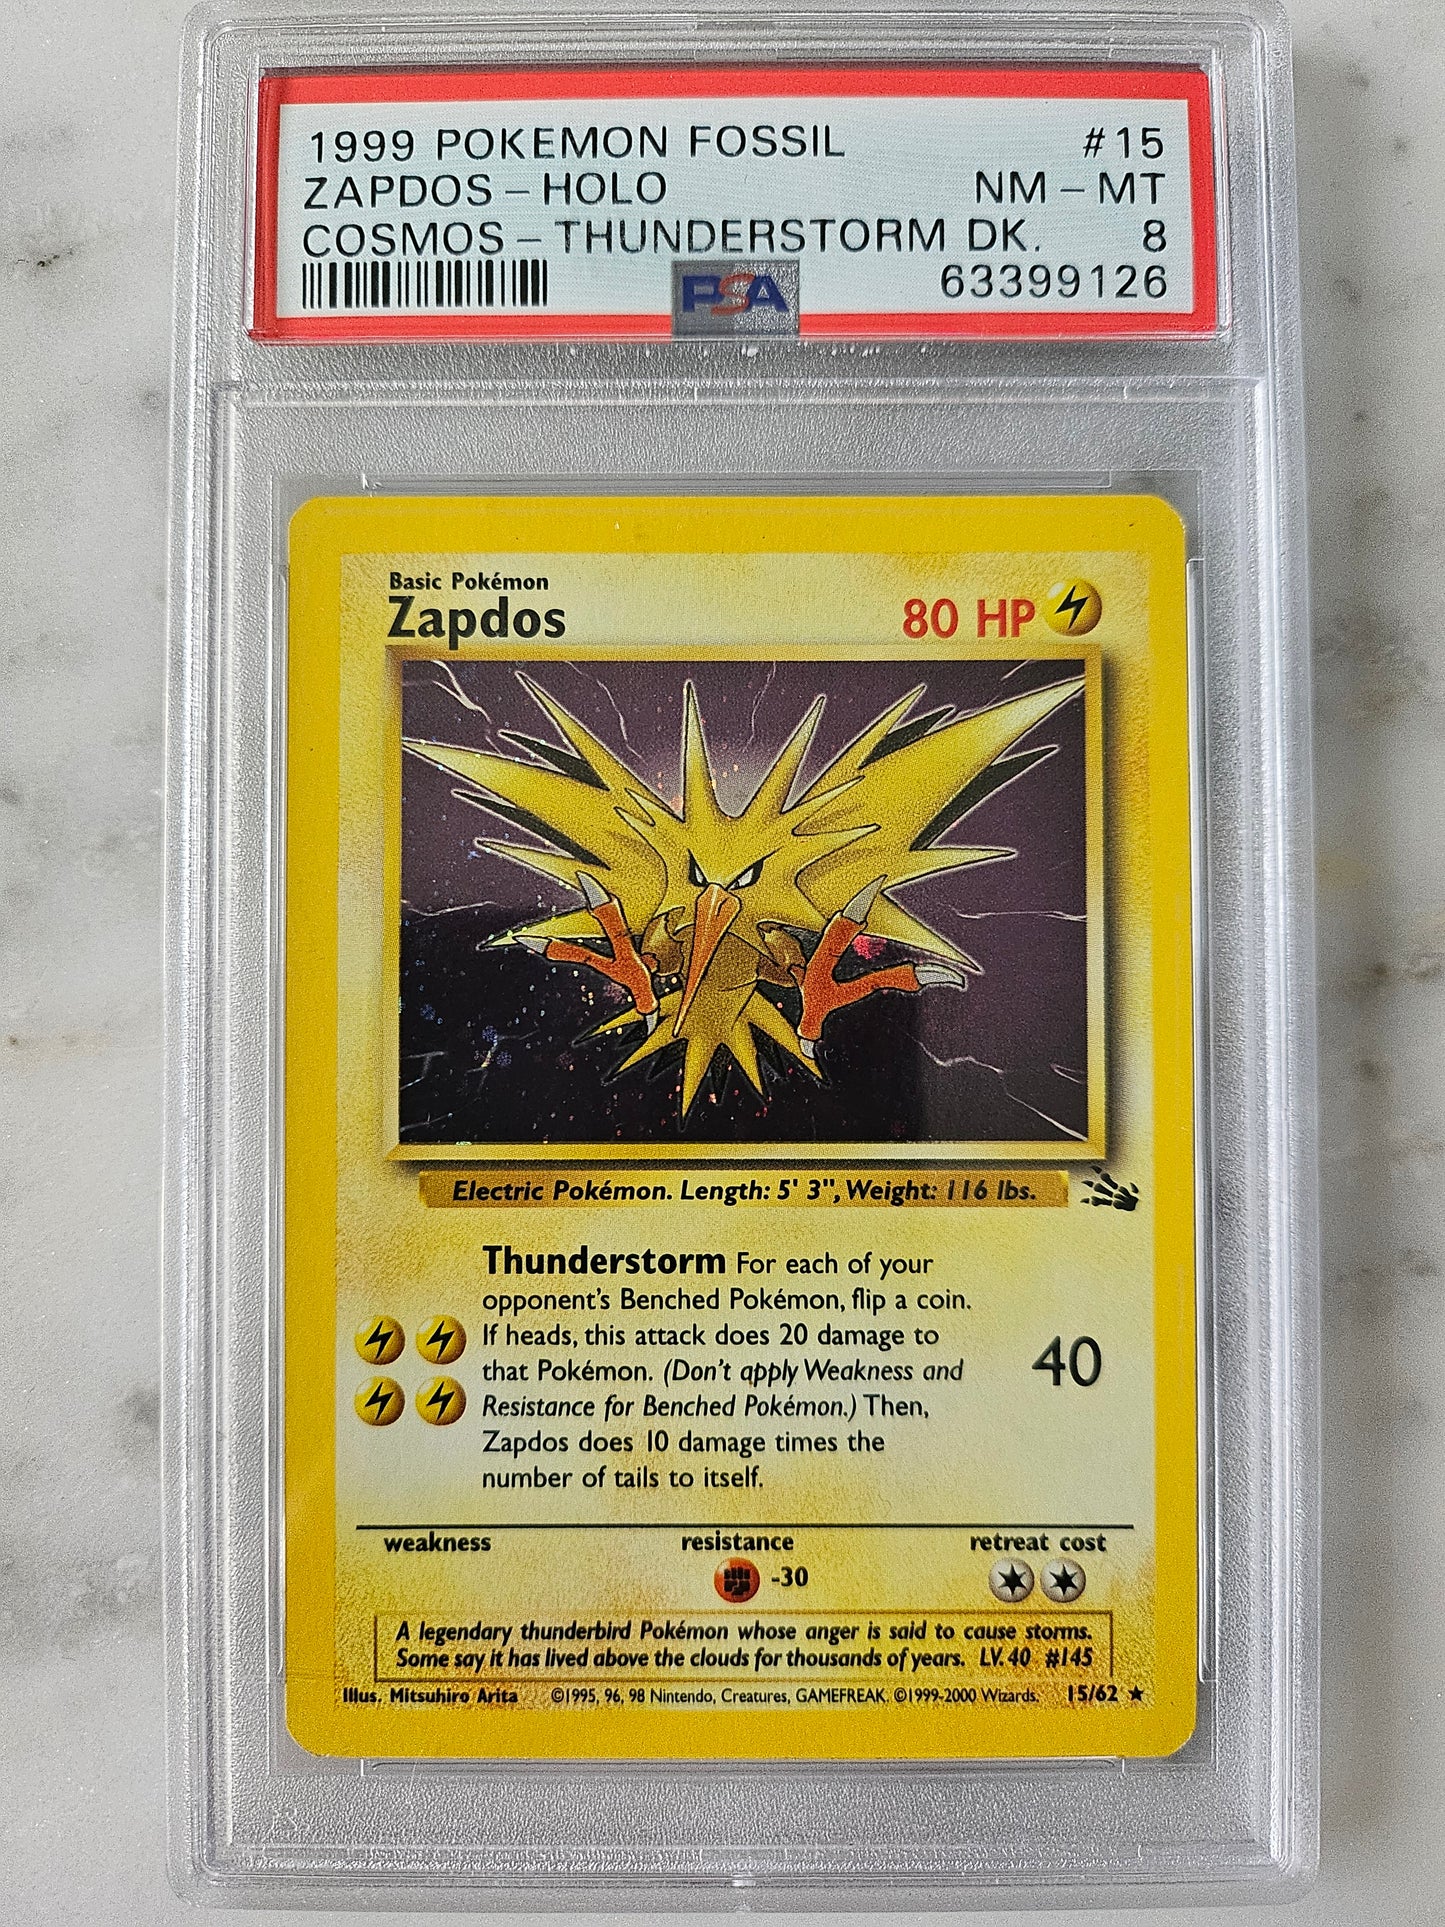 1999 POKEMON FOSSIL #15
ZAPDOS - HOLO NM - MT
COSMOS - THUNDERSTORM DK. 8
PSA 63399126
Basic Pokémon
Zapdos 80 HP
Electric Pokémon. Length: 5' 3", Weight: 116 lbs.
Thunderstorm For each of your
opponent's Benched Pokémon, flip a coin.
If heads, this attack does 20 damage to
that Pokémon. (Don't apply Weakness and
Resistance for Benched Pokémon.) Then,
Zapdos does 10 damage times the
number of tails to itself.
40
weakness resistance retreat cost
-30
A legendary thunderbird Pokémon whose anger is said to cause storms.
Some say it has lived above the clouds for thousands of years. LV. 40 #145
Illus. Mitsuhiro Arita ©1995, 96, 98 Nintendo, Creatures, GAMEFREAK. ©1999-2000 Wizards. 15/62 ★